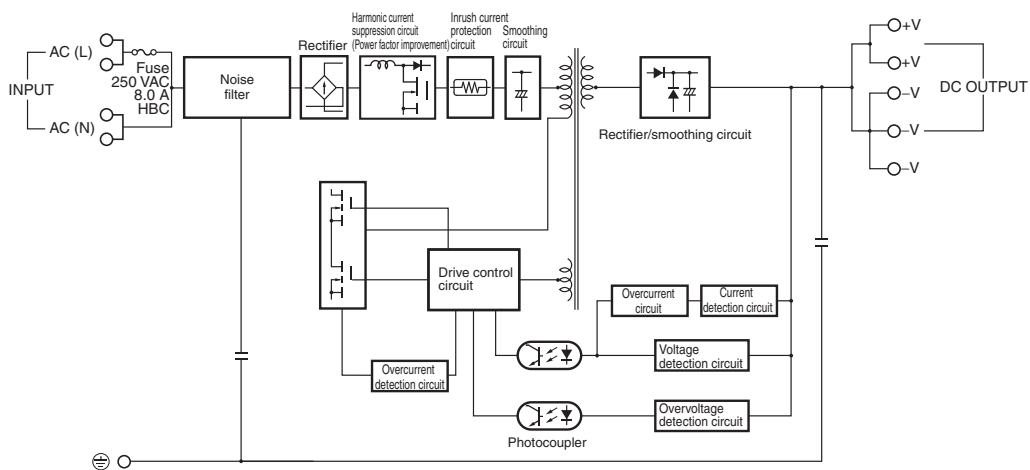 INPUT
AC (L)
AC (N)
Fuse
250 VAC
8.0 A
HBC
Noise
filter
Rectifier
Harmonic current
suppression circuit
(Power factor improvement)
Inrush current
protection
circuit
Smoothing
circuit
Rectifier/smoothing circuit
+V
+V
−V
−V
−V
DC OUTPUT
Drive control
circuit
Overcurrent
circuit
Current
detection circuit
Voltage
detection circuit
Overcurrent
detection circuit
Overvoltage
detection circuit
Photocoupler